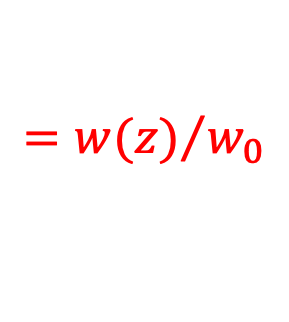 = w(z)/w₀